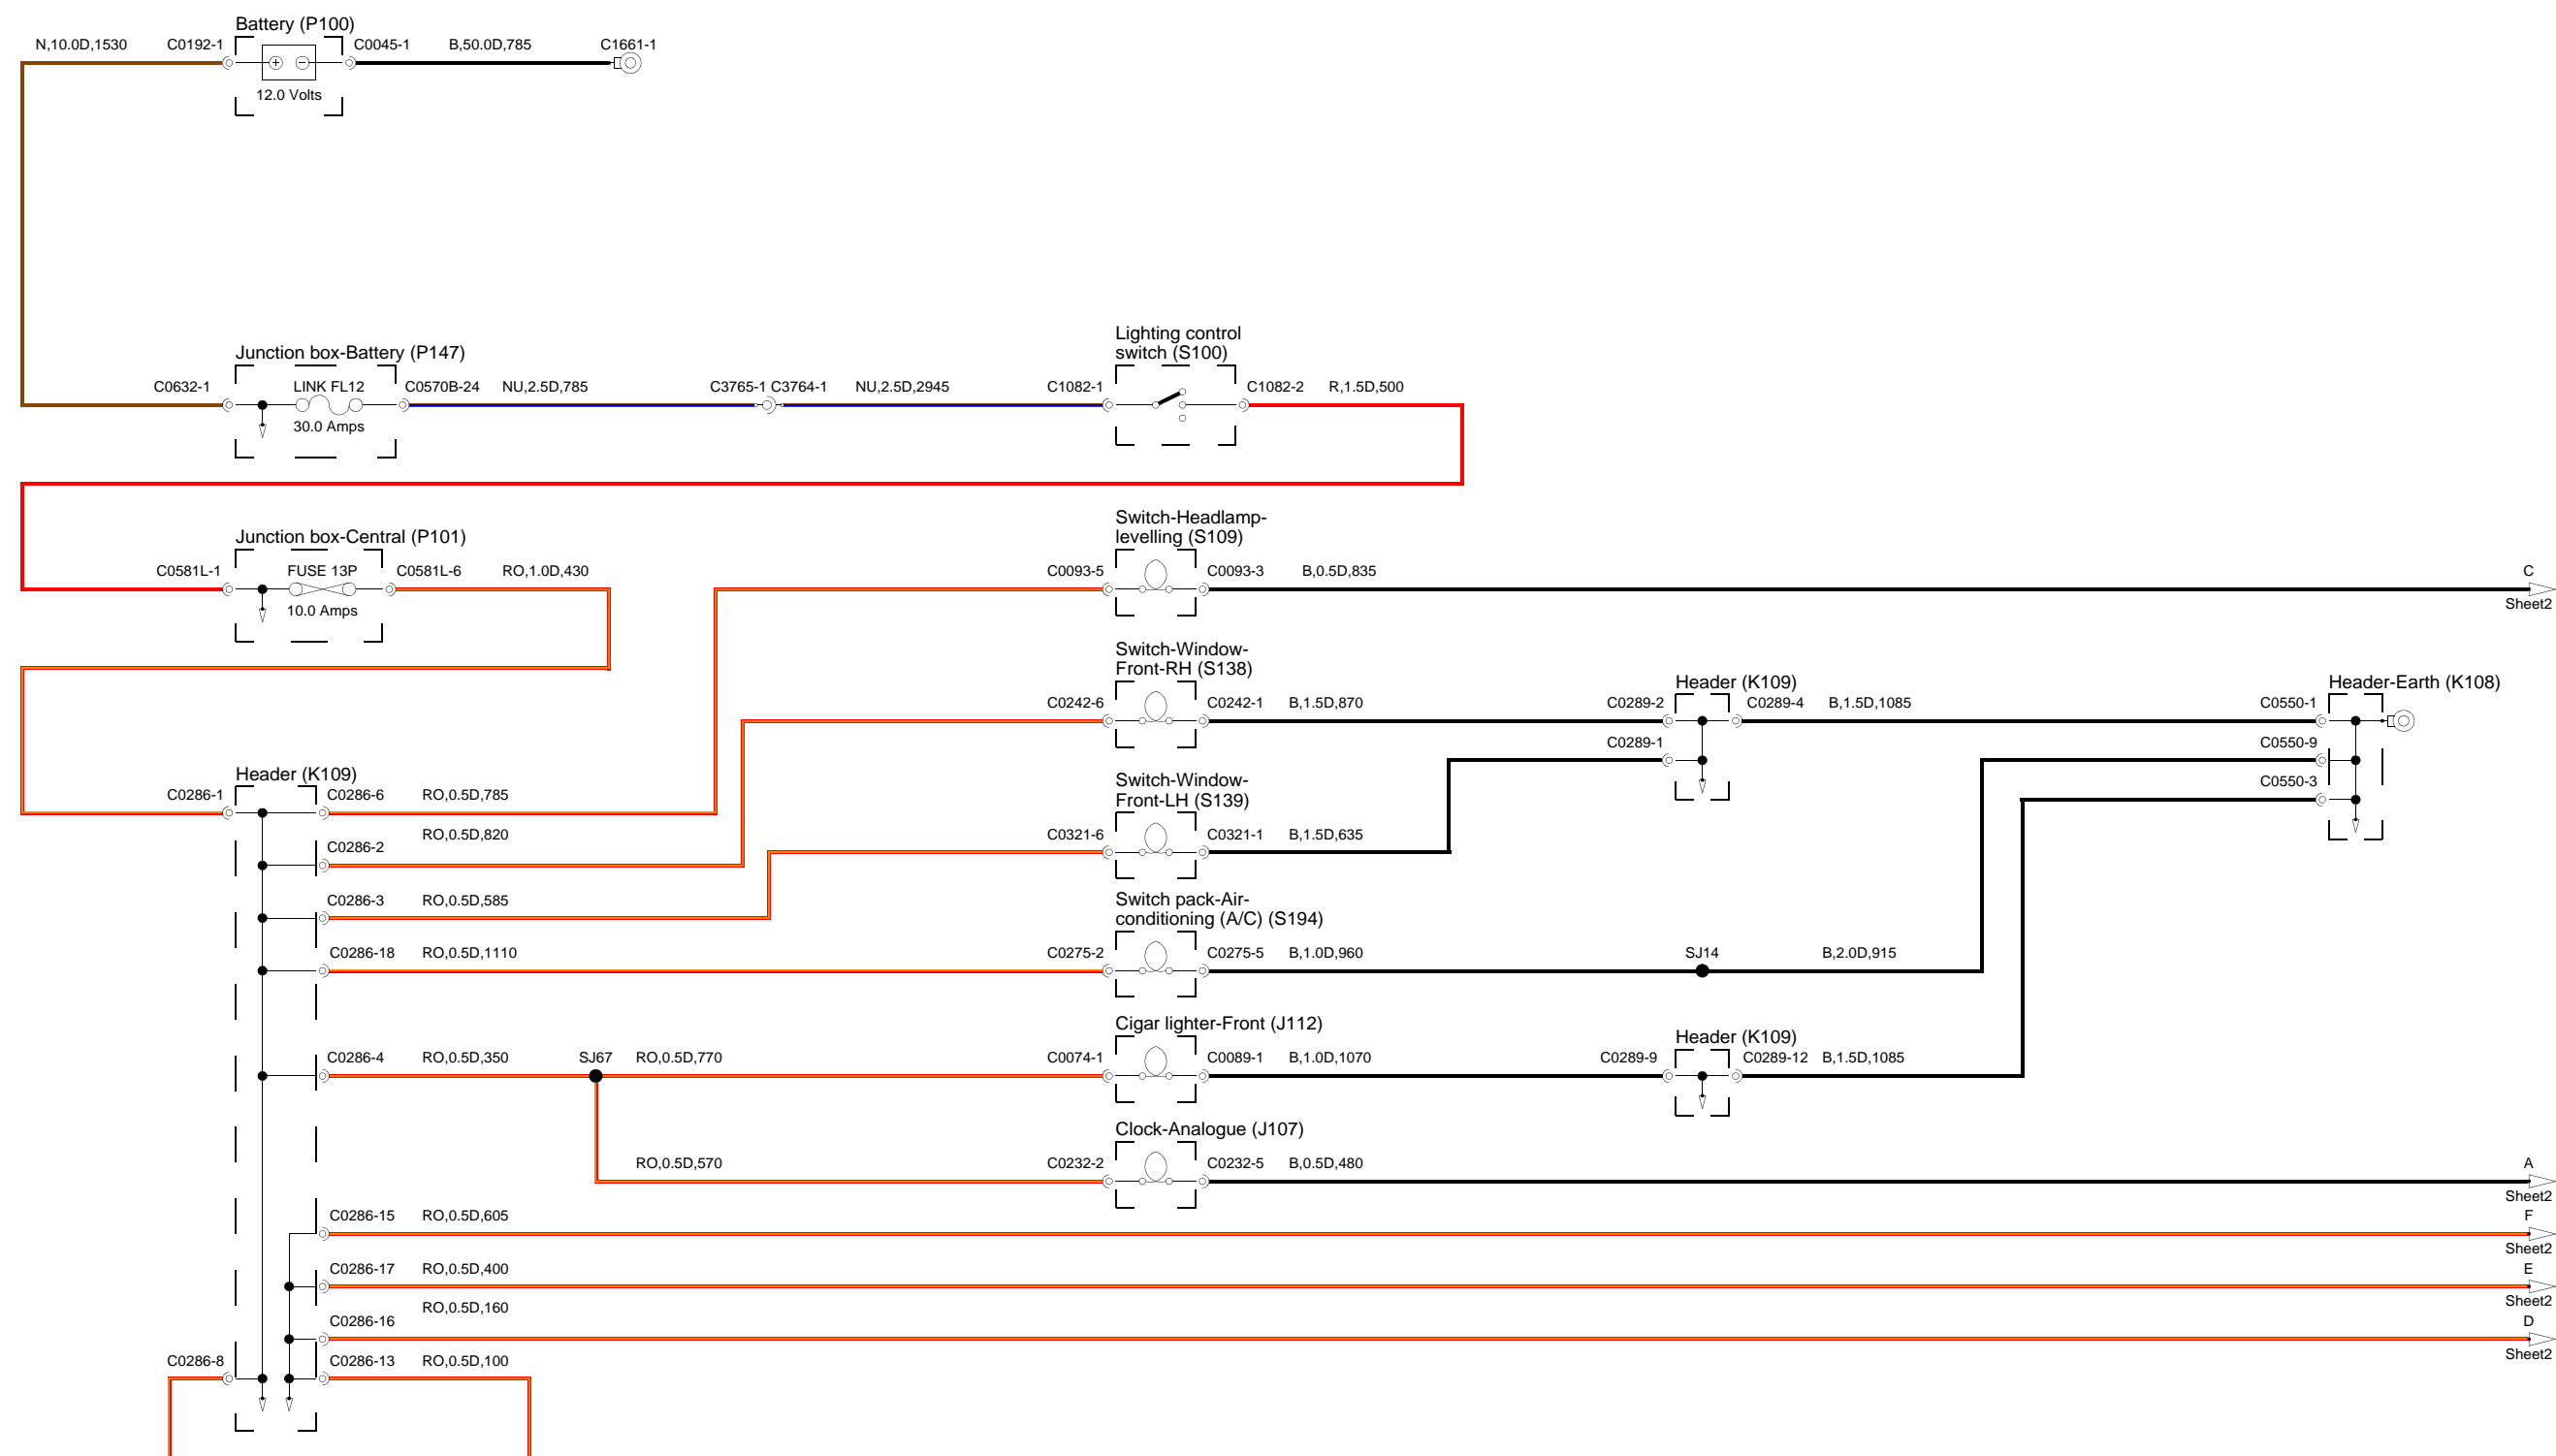 Battery (P100)
N,10.0D,1530
C0192-1
C0045-1
B,50.0D,785
C1661-1
12.0 Volts
Lighting control
switch (S100)
Junction box-Battery (P147)
C0632-1
LINK FL12
C0570B-24
NU,2.5D,785
C3765-1
C3764-1
NU,2.5D,2945
C1082-1
C1082-2
R,1.5D,500
30.0 Amps
Switch-Headlamp-
levelling (S109)
Junction box-Central (P101)
C0581L-1
FUSE 13P
C0581L-6
RO,1.0D,430
C0093-5
C0093-3
B,0.5D,835
C
Sheet2
10.0 Amps
Switch-Window-
Front-RH (S138)
Header (K109)
Header-Earth (K108)
C0242-6
C0242-1
B,1.5D,870
C0289-2
C0289-4
B,1.5D,1085
C0550-1
C0289-1
C0550-9
Header (K109)
Switch-Window-
Front-LH (S139)
C0550-3
C0286-1
C0286-6
RO,0.5D,785
RO,0.5D,820
C0286-2
C0321-6
C0321-1
B,1.5D,635
C0286-3
RO,0.5D,585
Switch pack-Air-
conditioning (A/C) (S194)
C0286-18
RO,0.5D,1110
C0275-2
C0275-5
B,1.0D,960
SJ14
B,2.0D,915
Cigar lighter-Front (J112)
Header (K109)
C0286-4
RO,0.5D,350
SJ67
RO,0.5D,770
C0074-1
C0089-1
B,1.0D,1070
C0289-9
C0289-12
B,1.5D,1085
Clock-Analogue (J107)
RO,0.5D,570
C0232-2
C0232-5
B,0.5D,480
A
Sheet2
C0286-15
RO,0.5D,605
F
Sheet2
C0286-17
RO,0.5D,400
E
Sheet2
RO,0.5D,160
C0286-16
D
Sheet2
C0286-8
C0286-13
RO,0.5D,100